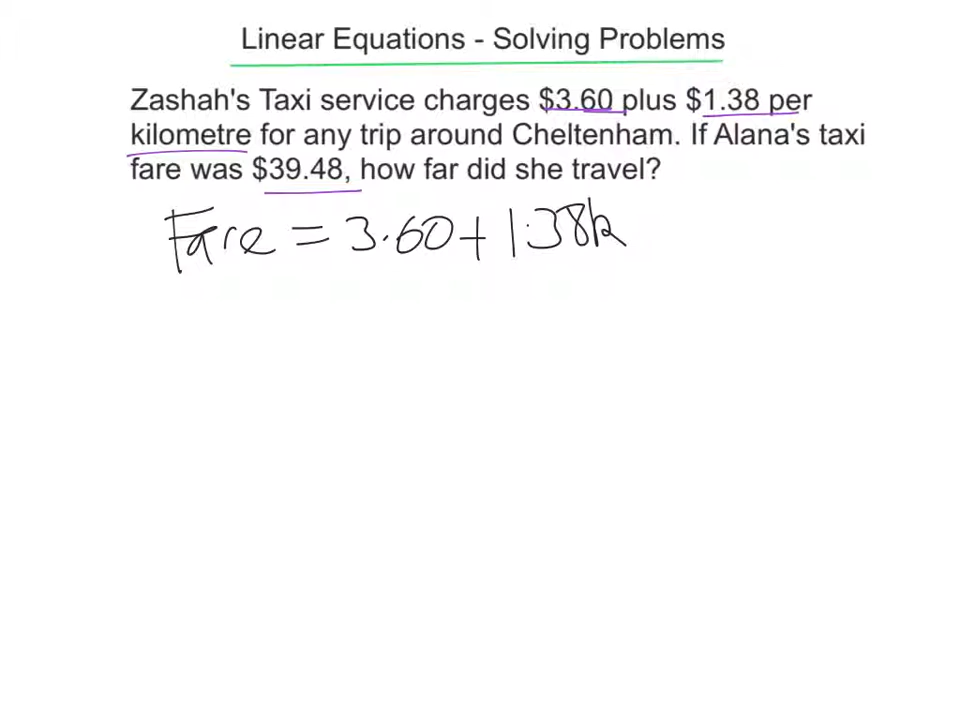 Linear Equations - Solving Problems
Zashah's Taxi service charges $3.60 plus $1.38 per
kilometre for any trip around Cheltenham. If Alana's taxi
fare was $39.48, how far did she travel?
Fare = 3.60 + 1.38k